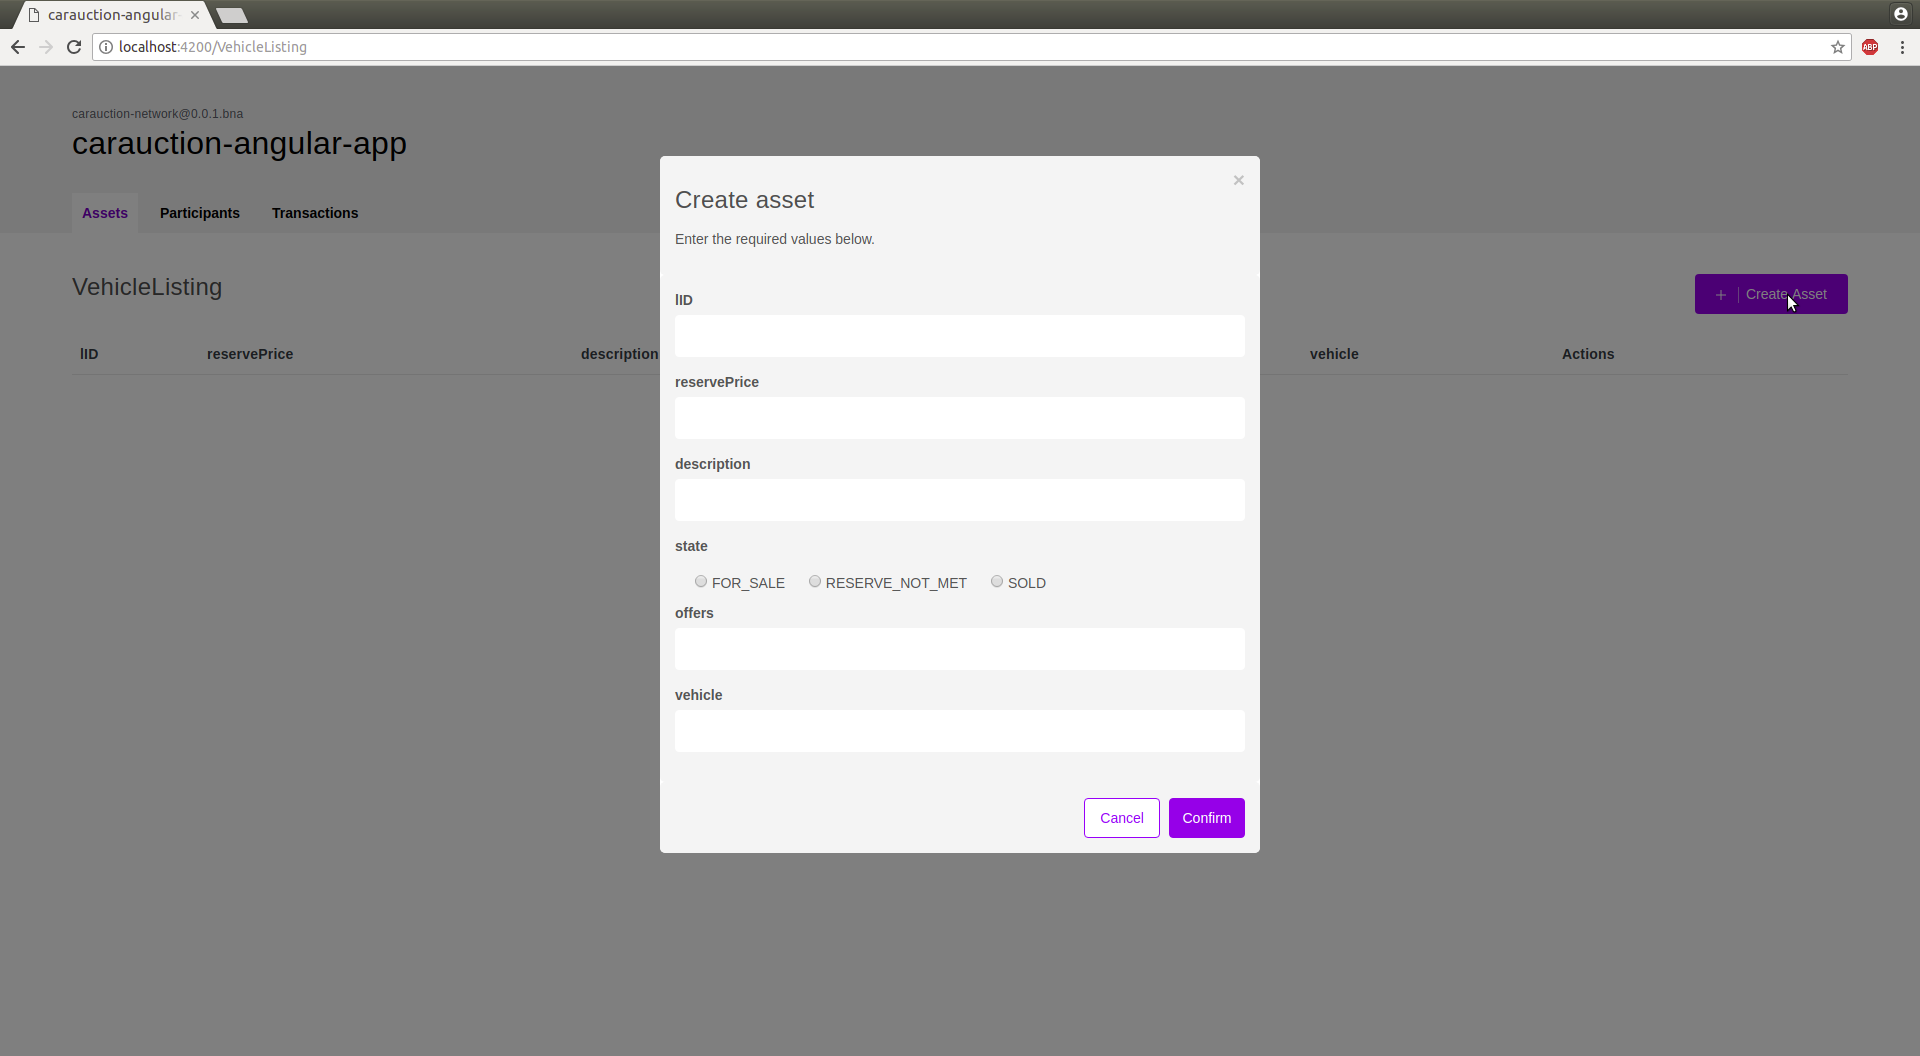 carauction-angular-
localhost:4200/VehicleListing
ABP
carauction-network@0.0.1.bna
carauction-angular-app
Assets Participants Transactions
VehicleListing
+ Create Asset
lID reservePrice description vehicle Actions
×
Create asset
Enter the required values below.
lID
reservePrice
description
state
FOR_SALE RESERVE_NOT_MET SOLD
offers
vehicle
Cancel Confirm